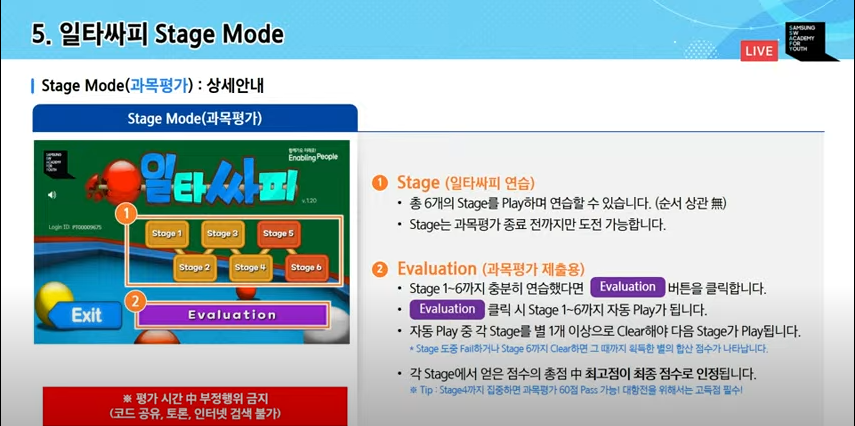 5. 일타싸피 Stage Mode
LIVE
SAMSUNG
SW
ACADEMY
FOR
YOUTH
Stage Mode(과목평가) : 상세안내
Stage Mode(과목평가)
SAMSUNG
SW
ACADEMY
FOR
YOUTH
함께가요 미래로!
Enabling People
일타싸피
v.1.20
Login ID PT00009675
1
Stage 1
Stage 3
Stage 5
Stage 2
Stage 4
Stage 6
2
Exit
Evaluation
※ 평가 시간 中 부정행위 금지
(코드 공유, 토론, 인터넷 검색 불가)
1 Stage (일타싸피 연습)
• 총 6개의 Stage를 Play하며 연습할 수 있습니다. (순서 상관 無)
• Stage는 과목평가 종료 전까지만 도전 가능합니다.
2 Evaluation (과목평가 제출용)
• Stage 1~6까지 충분히 연습했다면 Evaluation 버튼을 클릭합니다.
• Evaluation 클릭 시 Stage 1~6까지 자동 Play가 됩니다.
• 자동 Play 중 각 Stage를 별 1개 이상으로 Clear해야 다음 Stage가 Play됩니다.
* Stage 도중 Fail하거나 Stage 6까지 Clear하면 그 때까지 획득한 별의 합산 점수가 나타납니다.
• 각 Stage에서 얻은 점수의 총점 中 최고점이 최종 점수로 인정됩니다.
※ Tip : Stage4까지 집중하면 과목평가 60점 Pass 가능! 대항전을 위해서는 고득점 필수!